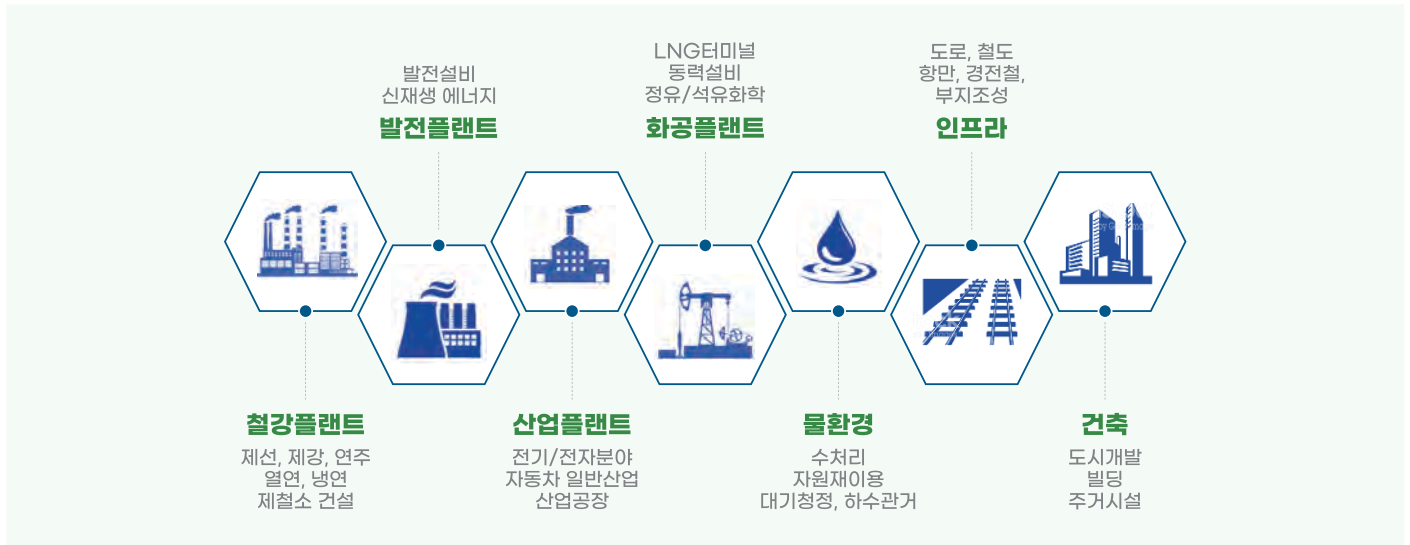 발전설비
신재생 에너지
발전플랜트
LNG터미널
동력설비
정유/석유화학
화공플랜트
도로, 철도
항만, 경전철,
부지조성
인프라
철강플랜트
제선, 제강, 연주
열연, 냉연
제철소 건설
산업플랜트
전기/전자분야
자동차 일반산업
산업공장
물환경
수처리
자원재이용
대기청정, 하수관거
건축
도시개발
빌딩
주거시설